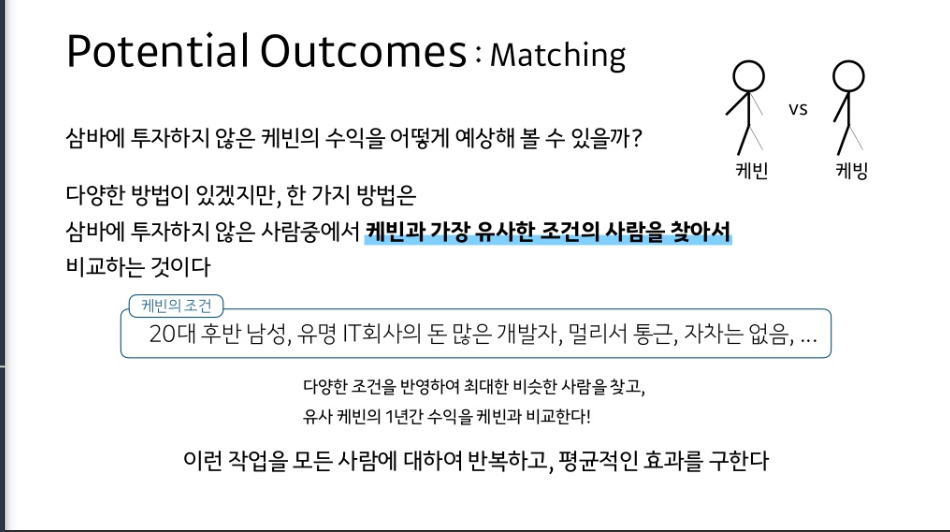 Potential Outcomes : Matching
vs
케빈
케빙
삼바에 투자하지 않은 케빈의 수익을 어떻게 예상해 볼 수 있을까?
다양한 방법이 있겠지만, 한 가지 방법은
삼바에 투자하지 않은 사람중에서 케빈과 가장 유사한 조건의 사람을 찾아서
비교하는 것이다
케빈의 조건
20대 후반 남성, 유명 IT회사의 돈 많은 개발자, 멀리서 통근, 자차는 없음, ...
다양한 조건을 반영하여 최대한 비슷한 사람을 찾고,
유사 케빈의 1년간 수익을 케빈과 비교한다!
이런 작업을 모든 사람에 대하여 반복하고, 평균적인 효과를 구한다